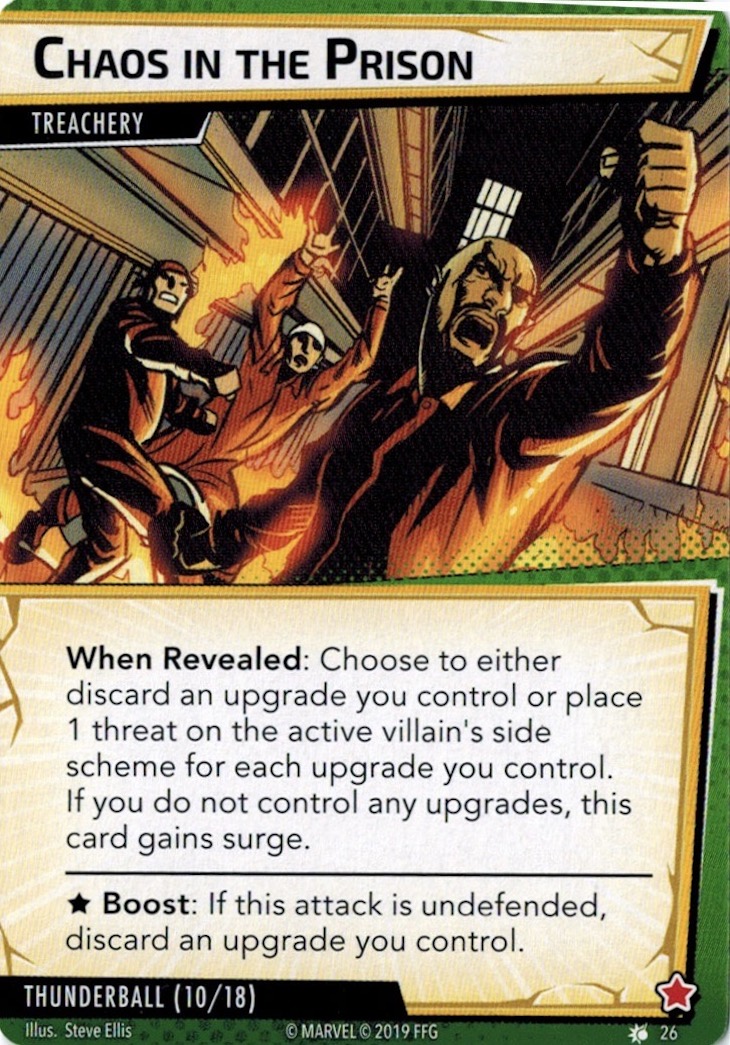 CHAOS IN THE PRISON
TREACHERY
When Revealed: Choose to either
discard an upgrade you control or place
1 threat on the active villain's side
scheme for each upgrade you control.
If you do not control any upgrades, this
card gains surge.
★ Boost: If this attack is undefended,
discard an upgrade you control.
THUNDERBALL (10/18)
Illus. Steve Ellis
© MARVEL © 2019 FFG
26